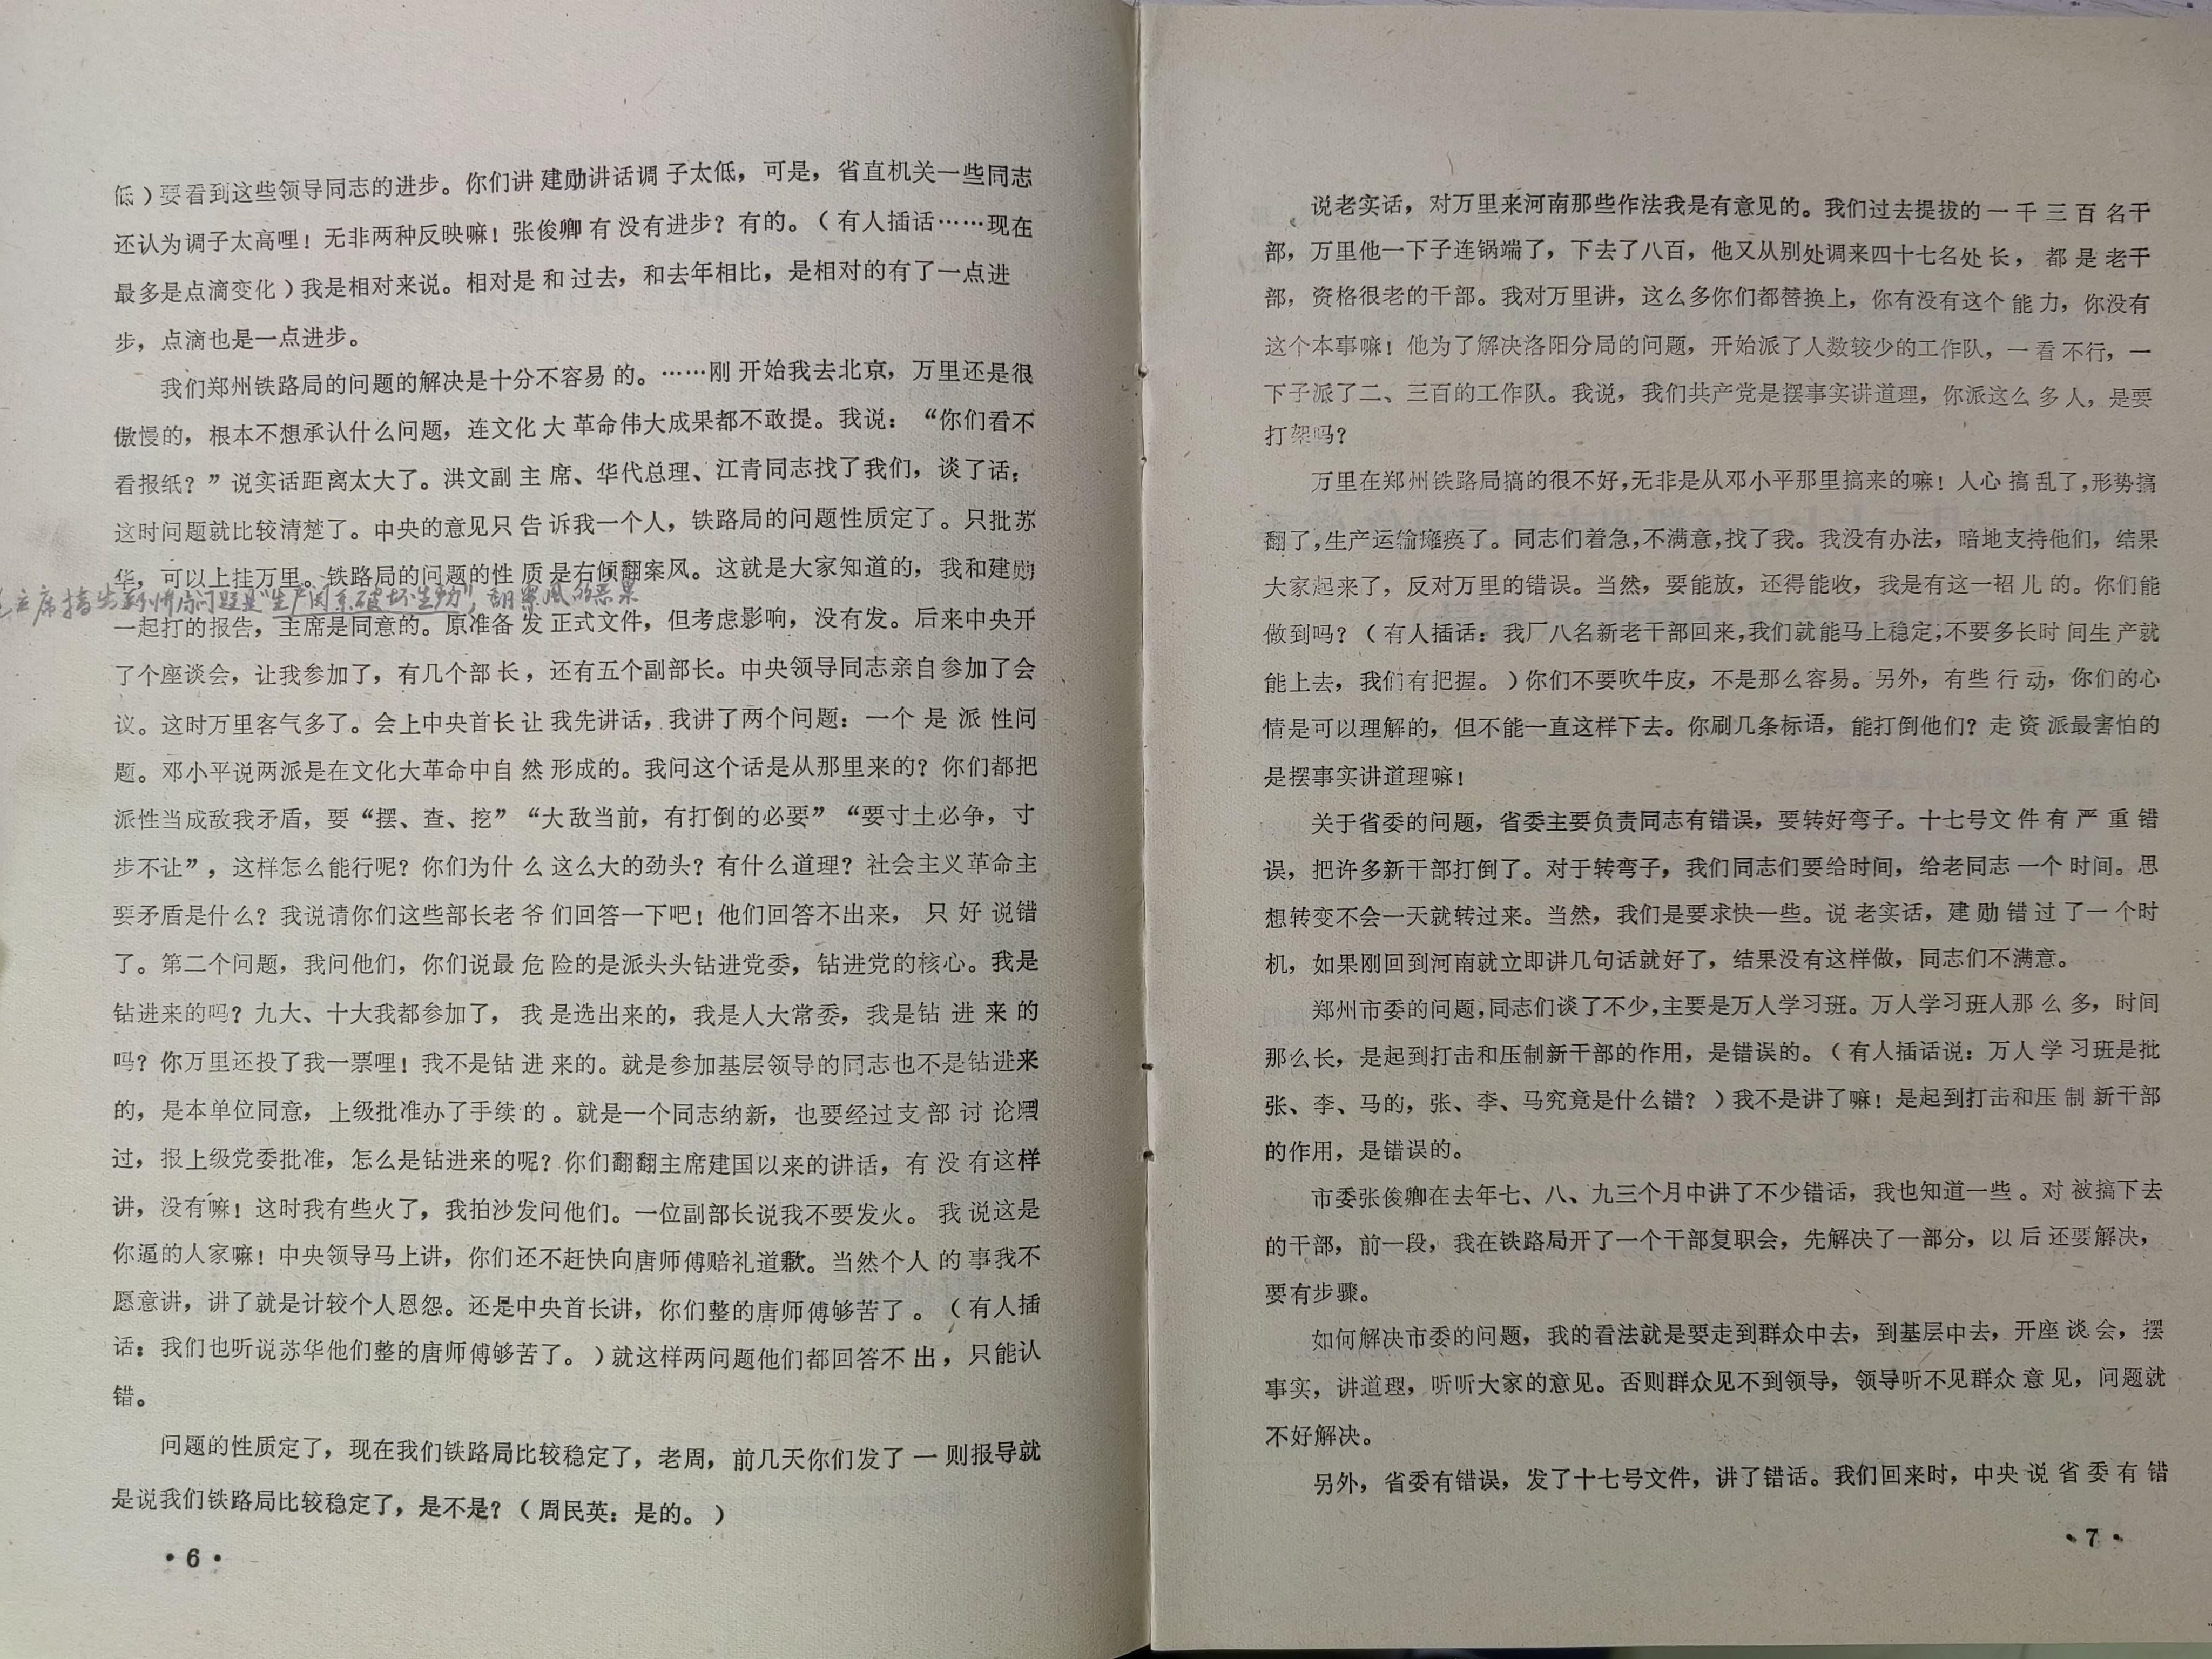 低）要看到这些领导同志的进步。你们讲建勋讲话调子太低，可是，省直机关一些同志
还认为调子太高哩！无非两种反映嘛！张俊卿有没有进步？有的。（有人插话……现在
最多是点滴变化）我是相对来说。相对是和过去，和去年相比，是相对的有了一点进
步，点滴也是一点进步。
我们郑州铁路局的问题的解决是十分不容易的。……刚开始我去北京，万里还是很
傲慢的，根本不想承认什么问题，连文化大革命伟大成果都不敢提。我说：“你们看不
看报纸？”说实话距离太大了。洪文副主席、华代总理、江青同志找了我们，谈了话；
这时问题就比较清楚了。中央的意见只告诉我一个人，铁路局的问题性质定了。只批苏
华，可以上挂万里。铁路局的问题的性质是右倾翻案风。这就是大家知道的，我和建勋
主席指出郑州局问题是“生产关系破坏生产力”，翻案风的恶果
一起打的报告，主席是同意的。原准备发正式文件，但考虑影响，没有发。后来中央开
了个座谈会，让我参加了，有几个部长，还有五个副部长。中央领导同志亲自参加了会
议。这时万里客气多了。会上中央首长让我先讲话，我讲了两个问题：一个是派性问
题。邓小平说两派是在文化大革命中自然形成的。我问这个话是从那里来的？你们都把
派性当成敌我矛盾，要“摆、查、挖”“大敌当前，有打倒的必要”“要寸土必争，寸
步不让”，这样怎么能行呢？你们为什么这么大的劲头？有什么道理？社会主义革命主
要矛盾是什么？我说请你们这些部长老爷们回答一下吧！他们回答不出来，只好说错
了。第二个问题，我问他们，你们说最危险的是派头头钻进党委，钻进党的核心。我是
钻进来的吗？九大、十大我都参加了，我是选出来的，我是人大常委，我是钻进来的
吗？你万里还投了我一票哩！我不是钻进来的。就是参加基层领导的同志也不是钻进来
的，是本单位同意，上级批准办了手续的。就是一个同志纳新，也要经过支部讨论
过，报上级党委批准，怎么是钻进来的呢？你们翻翻主席建国以来的讲话，有没有这样
讲，没有嘛！这时我有些火了，我拍沙发问他们。一位副部长说我不要发火。我说这是
你逼的人家嘛！中央领导马上讲，你们还不赶快向唐师傅赔礼道歉。当然个人的事我不
愿意讲，讲了就是计较个人恩怨。还是中央首长讲，你们整的唐师傅够苦了。（有人插
话：我们也听说苏华他们整的唐师傅够苦了。）就这样两问题他们都回答不出，只能认
错。
问题的性质定了，现在我们铁路局比较稳定了，老周，前几天你们发了一则报导就
是说我们铁路局比较稳定了，是不是？（周民英：是的。）
·6·
说老实话，对万里来河南那些作法我是有意见的。我们过去提拔的一千三百名干
部，万里他一下子连锅端了，下去了八百，他又从别处调来四十七名处长，都是老干
部，资格很老的干部。我对万里讲，这么多你们都替换上，你有没有这个能力，你没有
这个本事嘛！他为了解决洛阳分局的问题，开始派了人数较少的工作队，一看不行，一
下子派了二、三百的工作队。我说，我们共产党是摆事实讲道理，你派这么多人，是要
打架吗？
万里在郑州铁路局搞的很不好，无非是从邓小平那里搞来的嘛！人心搞乱了，形势搞
翻了，生产运输瘫痪了。同志们着急，不满意，找了我。我没有办法，暗地支持他们，结果
大家起来了，反对万里的错误。当然，要能放，还得能收，我是有这一招儿的。你们能
做到吗？（有人插话：我厂八名新老干部回来，我们就能马上稳定，不要多长时间生产就
能上去，我们有把握。）你们不要吹牛皮，不是那么容易。另外，有些行动，你们的心
情是可以理解的，但不能一直这样下去。你刷几条标语，能打倒他们？走资派最害怕的
是摆事实讲道理嘛！
关于省委的问题，省委主要负责同志有错误，要转好弯子。十七号文件有严重错
误，把许多新干部打倒了。对于转弯子，我们同志们要给时间，给老同志一个时间。思
想转变不会一天就转过来。当然，我们是要求快一些。说老实话，建勋错过了一个时
机，如果刚回到河南就立即讲几句话就好了，结果没有这样做，同志们不满意。
郑州市委的问题，同志们谈了不少，主要是万人学习班。万人学习班人那么多，时间
那么长，是起到打击和压制新干部的作用，是错误的。（有人插话说：万人学习班是批
张、李、马的，张、李、马究竟是什么错？）我不是讲了嘛！是起到打击和压制新干部
的作用，是错误的。
市委张俊卿在去年七、八、九三个月中讲了不少错话，我也知道一些。对被搞下去
的干部，前一段，我在铁路局开了一个干部复职会，先解决了一部分，以后还要解决，
要有步骤。
如何解决市委的问题，我的看法就是要走到群众中去，到基层中去，开座谈会，摆
事实，讲道理，听听大家的意见。否则群众见不到领导，领导听不见群众意见，问题就
不好解决。
另外，省委有错误，发了十七号文件，讲了错话。我们回来时，中央说省委有错
·7·